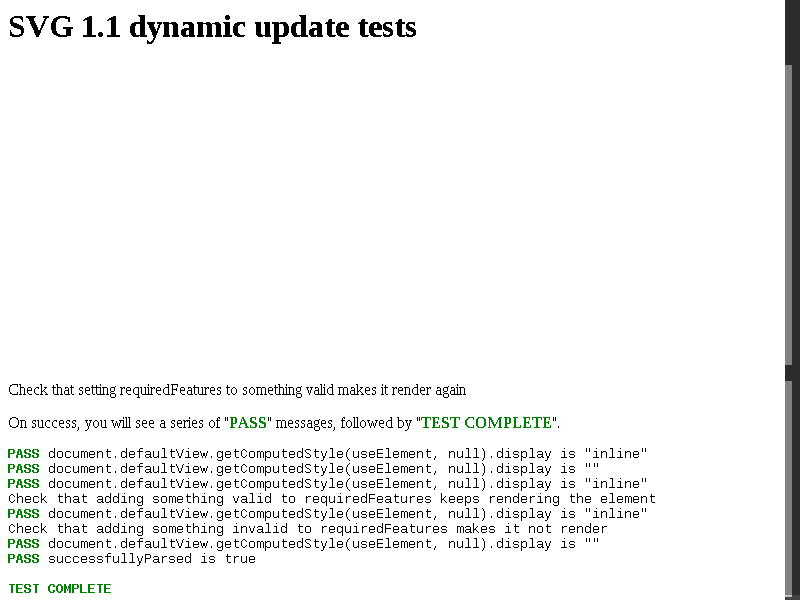 SVG 1.1 dynamic update tests
Check that setting requiredFeatures to something valid makes it render again
On success, you will see a series of "PASS" messages, followed by "TEST COMPLETE".
PASS document.defaultView.getComputedStyle(useElement, null).display is "inline"
PASS document.defaultView.getComputedStyle(useElement, null).display is ""
PASS document.defaultView.getComputedStyle(useElement, null).display is "inline"
Check that adding something valid to requiredFeatures keeps rendering the element
PASS document.defaultView.getComputedStyle(useElement, null).display is "inline"
Check that adding something invalid to requiredFeatures makes it not render
PASS document.defaultView.getComputedStyle(useElement, null).display is ""
PASS successfullyParsed is true
TEST COMPLETE